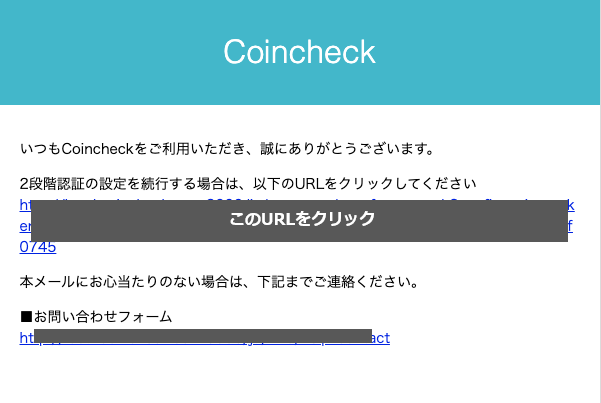 Coincheck
いつもCoincheckをご利用いただき、誠にありがとうございます。
2段階認証の設定を続行する場合は、以下のURLをクリックしてください
このURLをクリック
0745
本メールにお心当たりのない場合は、下記までご連絡ください。
■お問い合わせフォーム